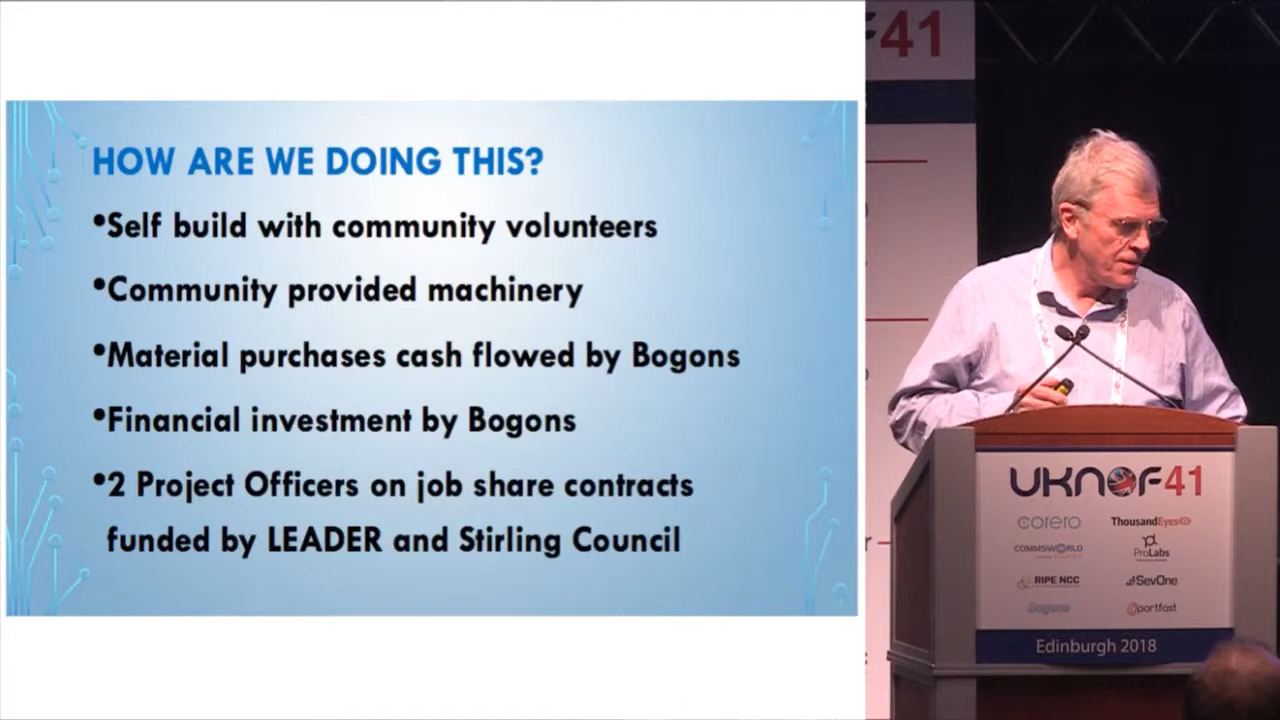 HOW ARE WE DOING THIS?
•Self build with community volunteers
•Community provided machinery
•Material purchases cash flowed by Bogons
•Financial investment by Bogons
•2 Project Officers on job share contracts
funded by LEADER and Stirling Council
41
UKNOF41
corero
ThousandEyes
COMMSWORLD
ProLabs
RIPE NCC
SevOne
Bogons
portfast
Edinburgh 2018